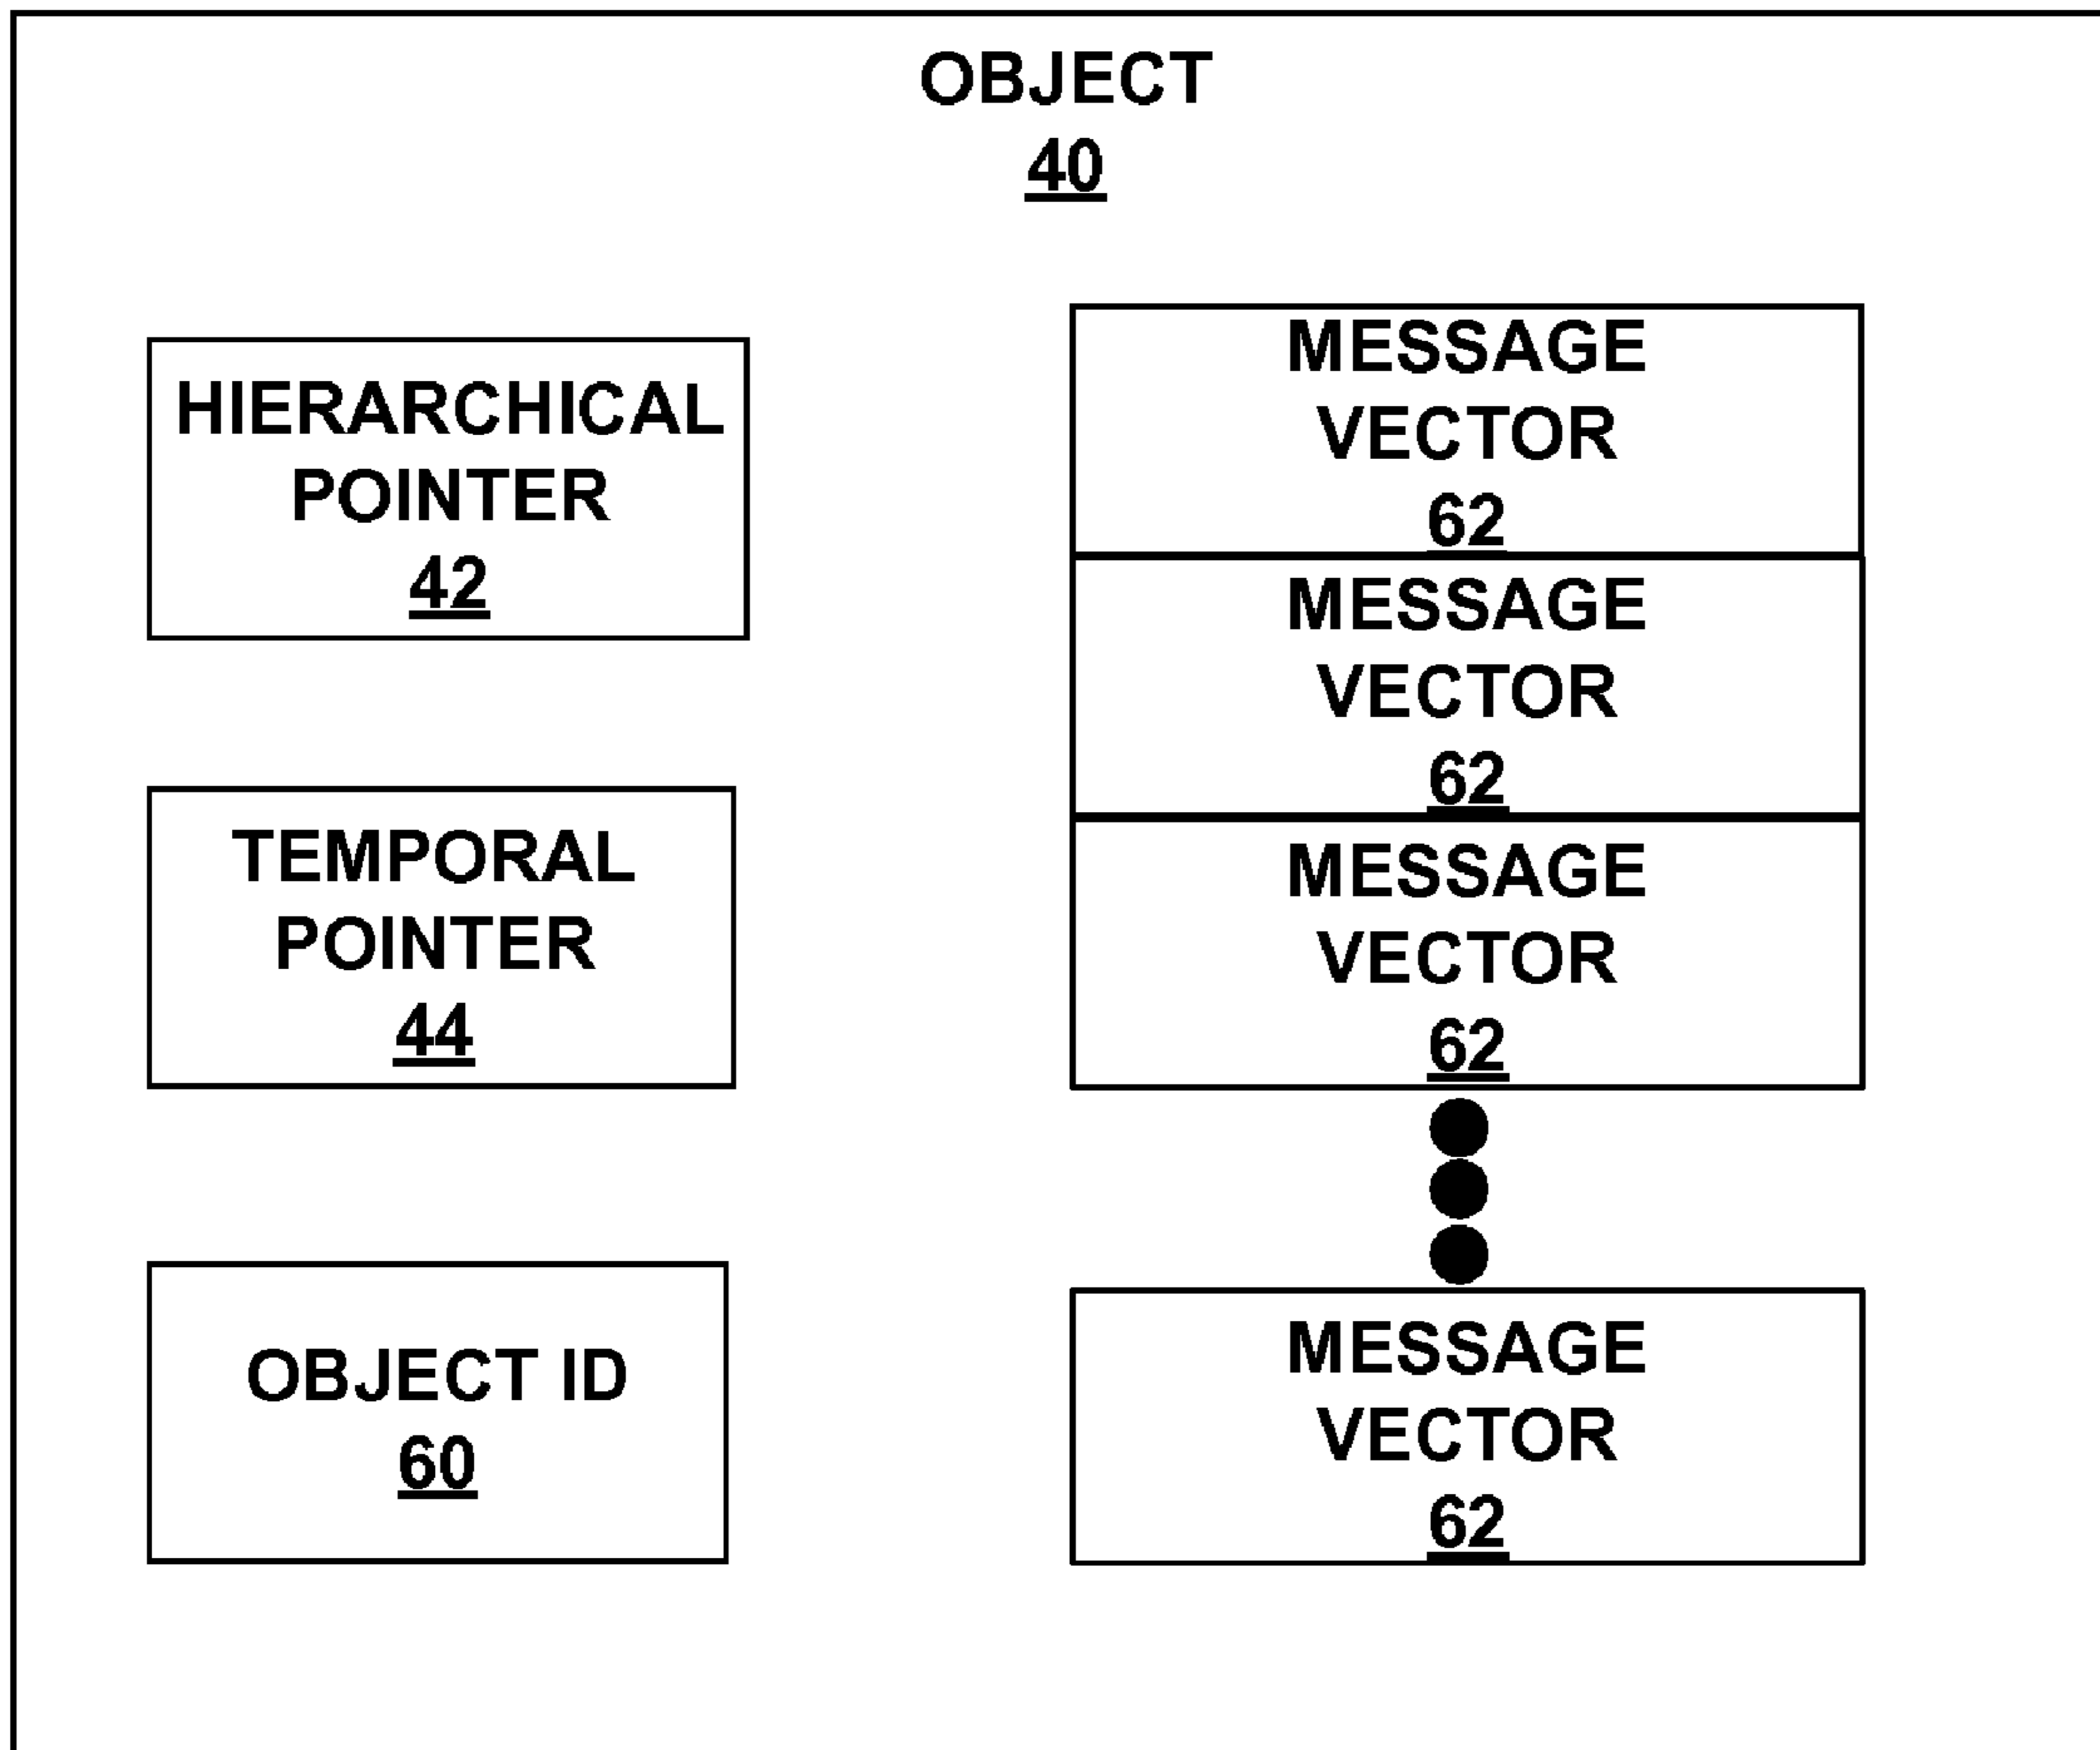 OBJECT
40
HIERARCHICAL
POINTER
42
TEMPORAL
POINTER
44
OBJECT ID
60
MESSAGE
VECTOR
62
MESSAGE
VECTOR
62
MESSAGE
VECTOR
62
MESSAGE
VECTOR
62